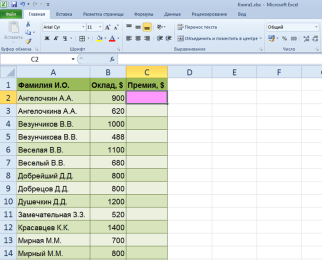 Книга1.xlsx - Microsoft Excel
Файл Главная Вставка Разметка страницы Формулы Данные Рецензирование Вид
Вставить Arial Cyr 11 Перенос текста Общий
Ж К Ч Объединить и поместить в центре
Буфер обмена Шрифт Выравнивание Число
C2 fx
A B C D E F
1 Фамилия И.О. Оклад, $ Премия, $
2 Ангелочкин А.А. 900
3 Ангелочкина А.А. 620
4 Везунчиков В.В. 1000
5 Везунчикова В.В. 488
6 Веселая В.В. 1100
7 Веселый В.В. 680
8 Добрейший Д.Д. 800
9 Добрецов Д.Д. 800
10 Душечкин Д.Д. 1200
11 Замечательная З.З. 520
12 Красавцев К.К. 1400
13 Мирная М.М. 700
14 Мирный М.М. 800